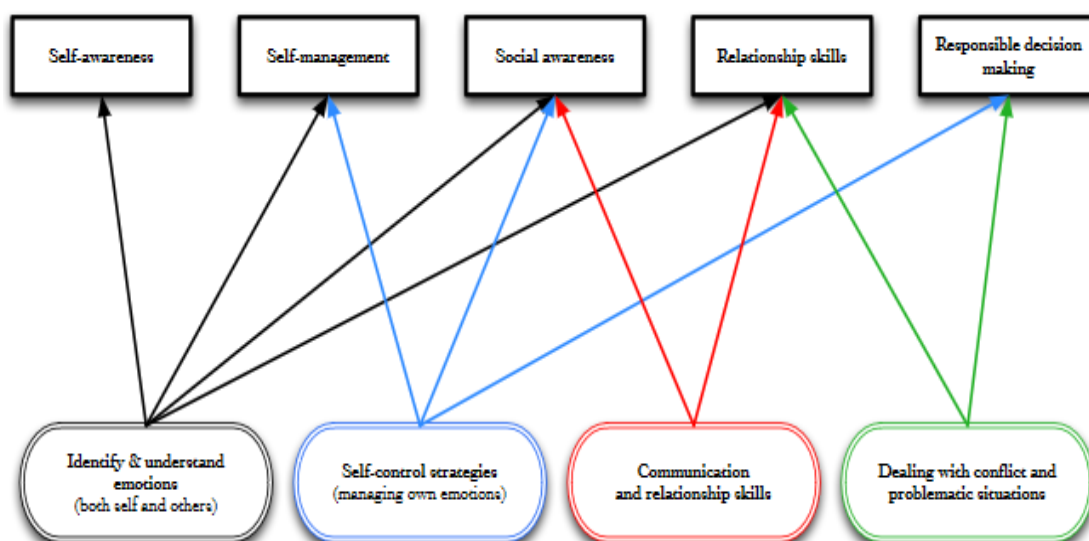 Self-awareness
Self-management
Social awareness
Relationship skills
Responsible decision
making
Identify & understand
emotions
(both self and others)
Self-control strategies
(managing own emotions)
Communication
and relationship skills
Dealing with conflict and
problematic situations